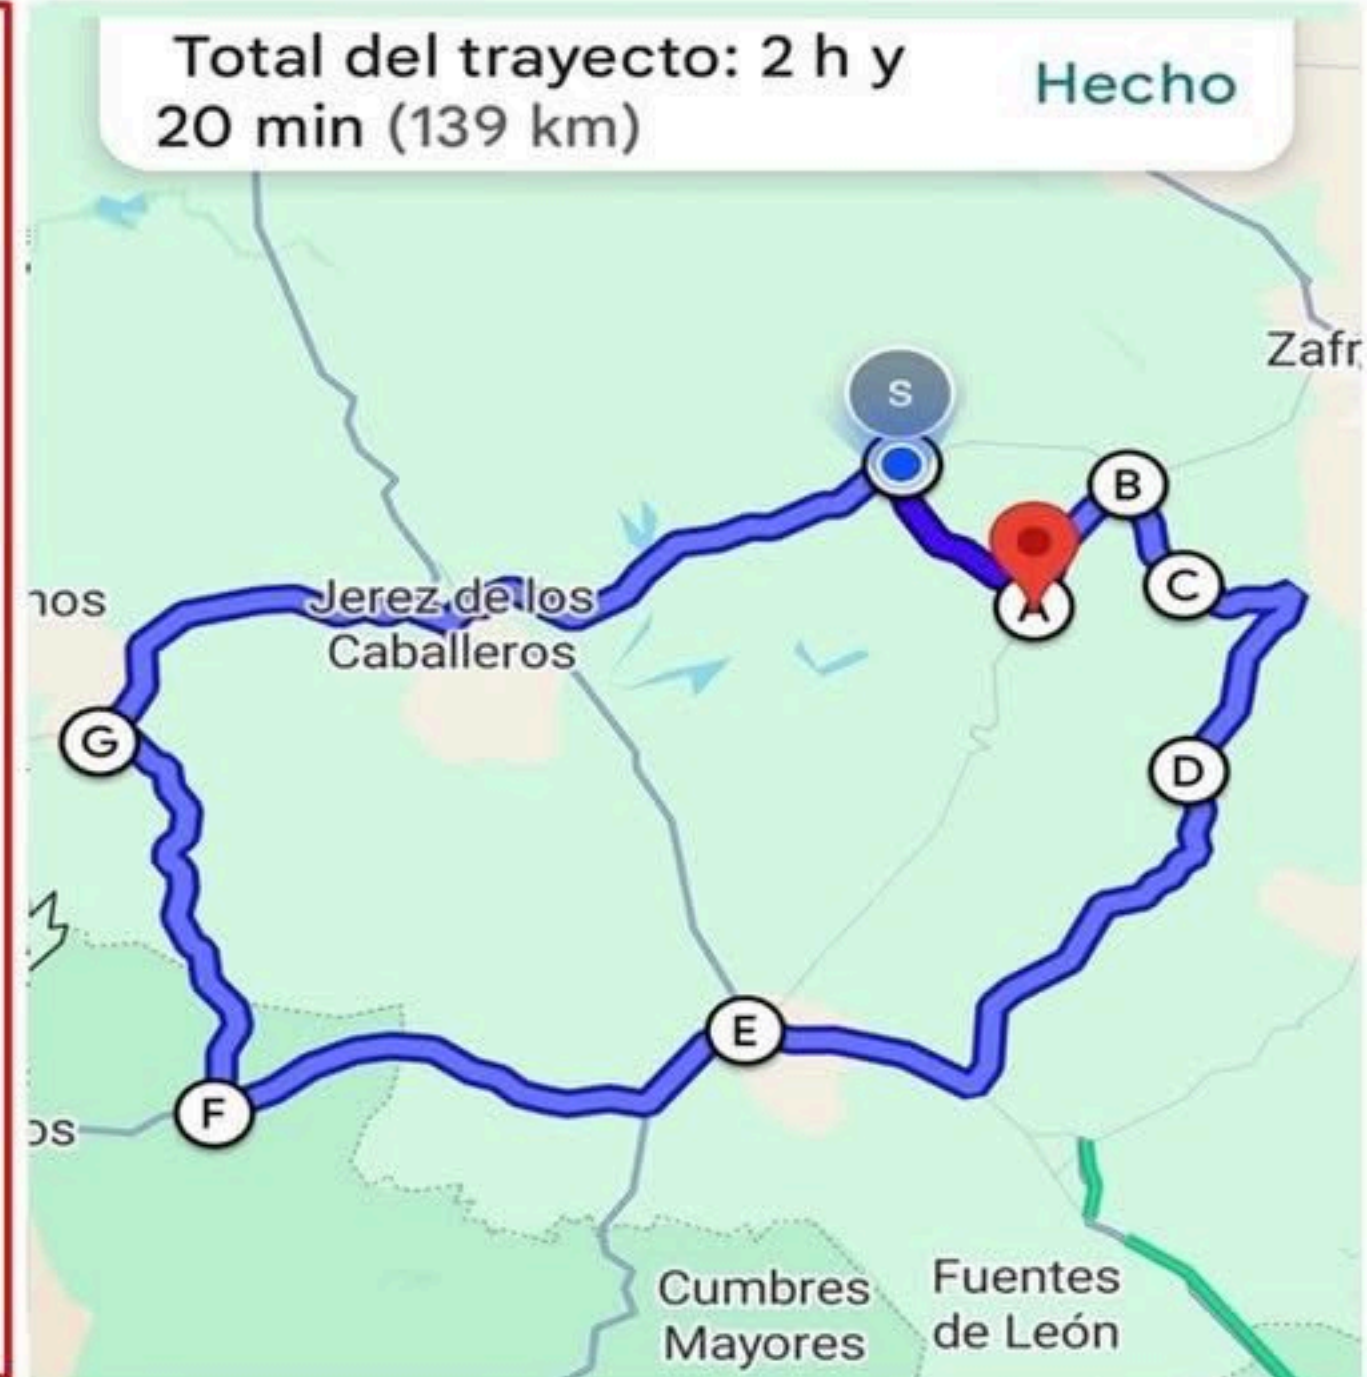 Total del trayecto: 2 h y
20 min (139 km)
Hecho
Zafr
S
B
A
C
nos
Jerez de los
Caballeros
G
D
E
F
os
Cumbres
Mayores
Fuentes
de León